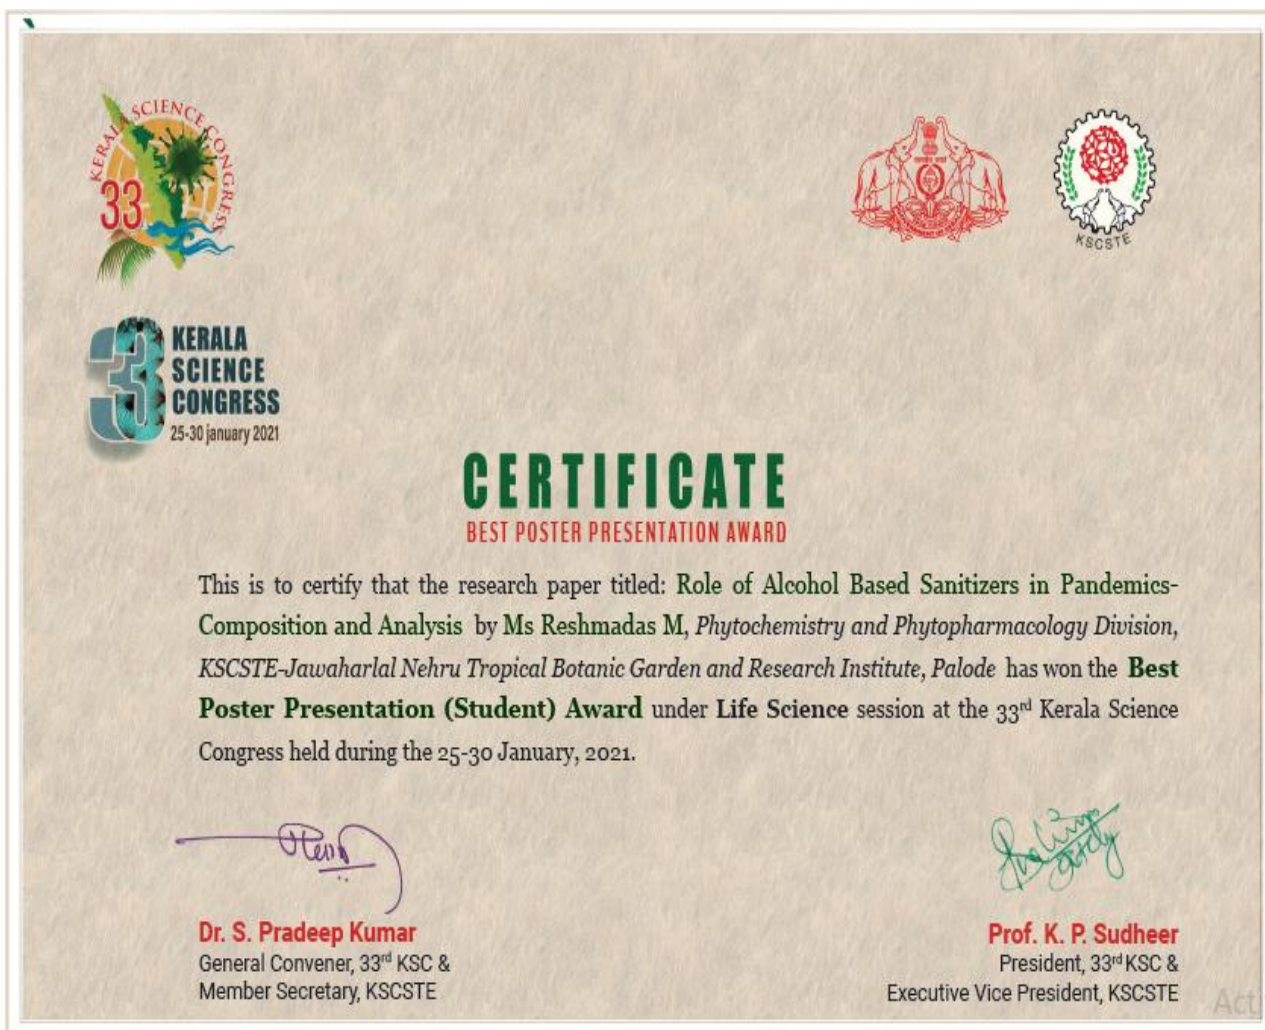 KERALA SCIENCE CONGRESS
33
KSCSTE
33
KERALA
SCIENCE
CONGRESS
25-30 january 2021
CERTIFICATE
BEST POSTER PRESENTATION AWARD
This is to certify that the research paper titled: Role of Alcohol Based Sanitizers in Pandemics-
Composition and Analysis by Ms Reshmadas M, Phytochemistry and Phytopharmacology Division,
KSCSTE-Jawaharlal Nehru Tropical Botanic Garden and Research Institute, Palode has won the Best
Poster Presentation (Student) Award under Life Science session at the 33rd Kerala Science
Congress held during the 25-30 January, 2021.
Dr. S. Pradeep Kumar
General Convener, 33rd KSC &
Member Secretary, KSCSTE
Prof. K. P. Sudheer
President, 33rd KSC &
Executive Vice President, KSCSTE
Acti